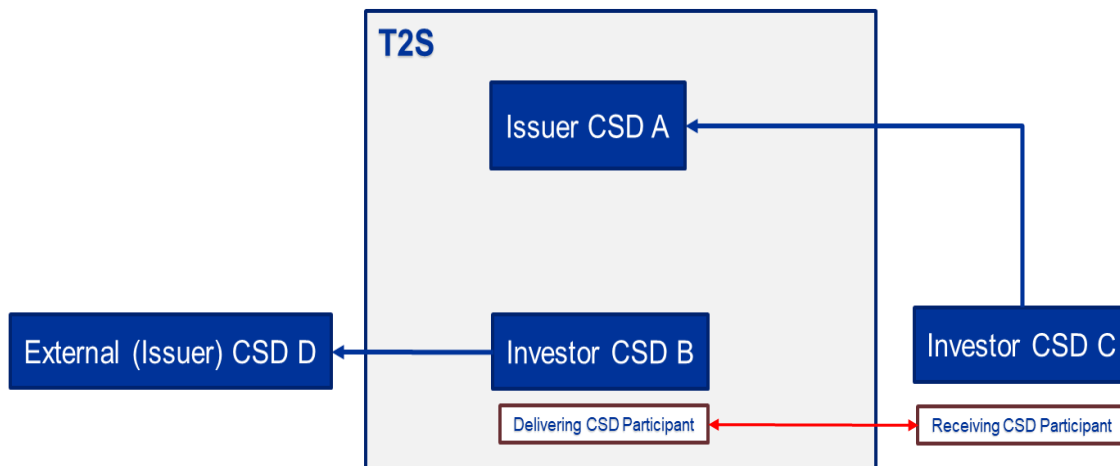 T2S
Issuer CSD A
External (Issuer) CSD D
Investor CSD B
Investor CSD C
Delivering CSD Participant
Receiving CSD Participant